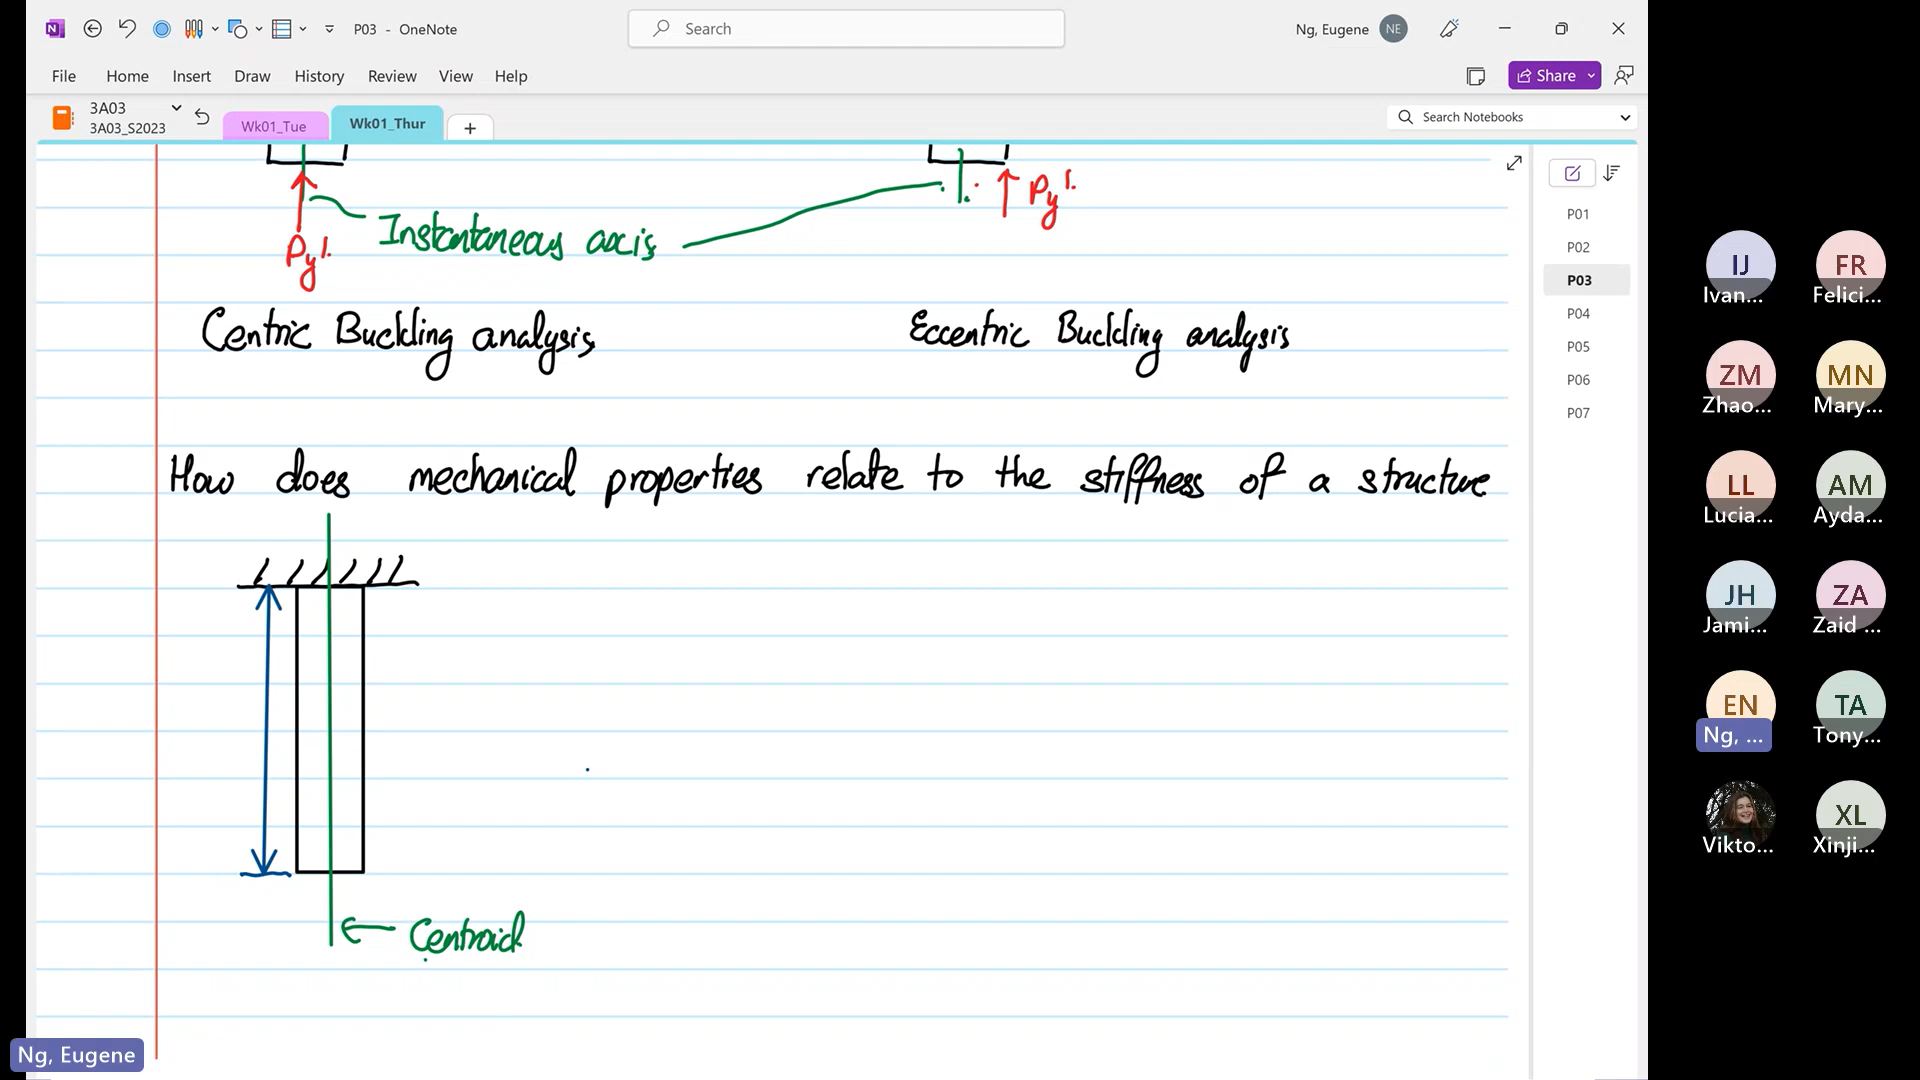 P03 - OneNote
Search
Ng, Eugene
NE
File Home Insert Draw History Review View Help
Share
3A03
3A03_S2023
Wk01_Tue
Wk01_Thur
Search Notebooks
P01
P02
P03
P04
P05
P06
P07
Py!
Py!
Instantaneous axis
Centric Buckling analysis
Eccentric Buckling analysis
How does mechanical properties relate to the stiffness of a structure
Centroid
Ng, Eugene
IJ
Ivan...
FR
Felici...
ZM
Zhao...
MN
Mary...
LL
Lucia...
AM
Ayda...
JH
Jami...
ZA
Zaid ...
EN
Ng, ...
TA
Tony...
Vikto...
XL
Xinji...